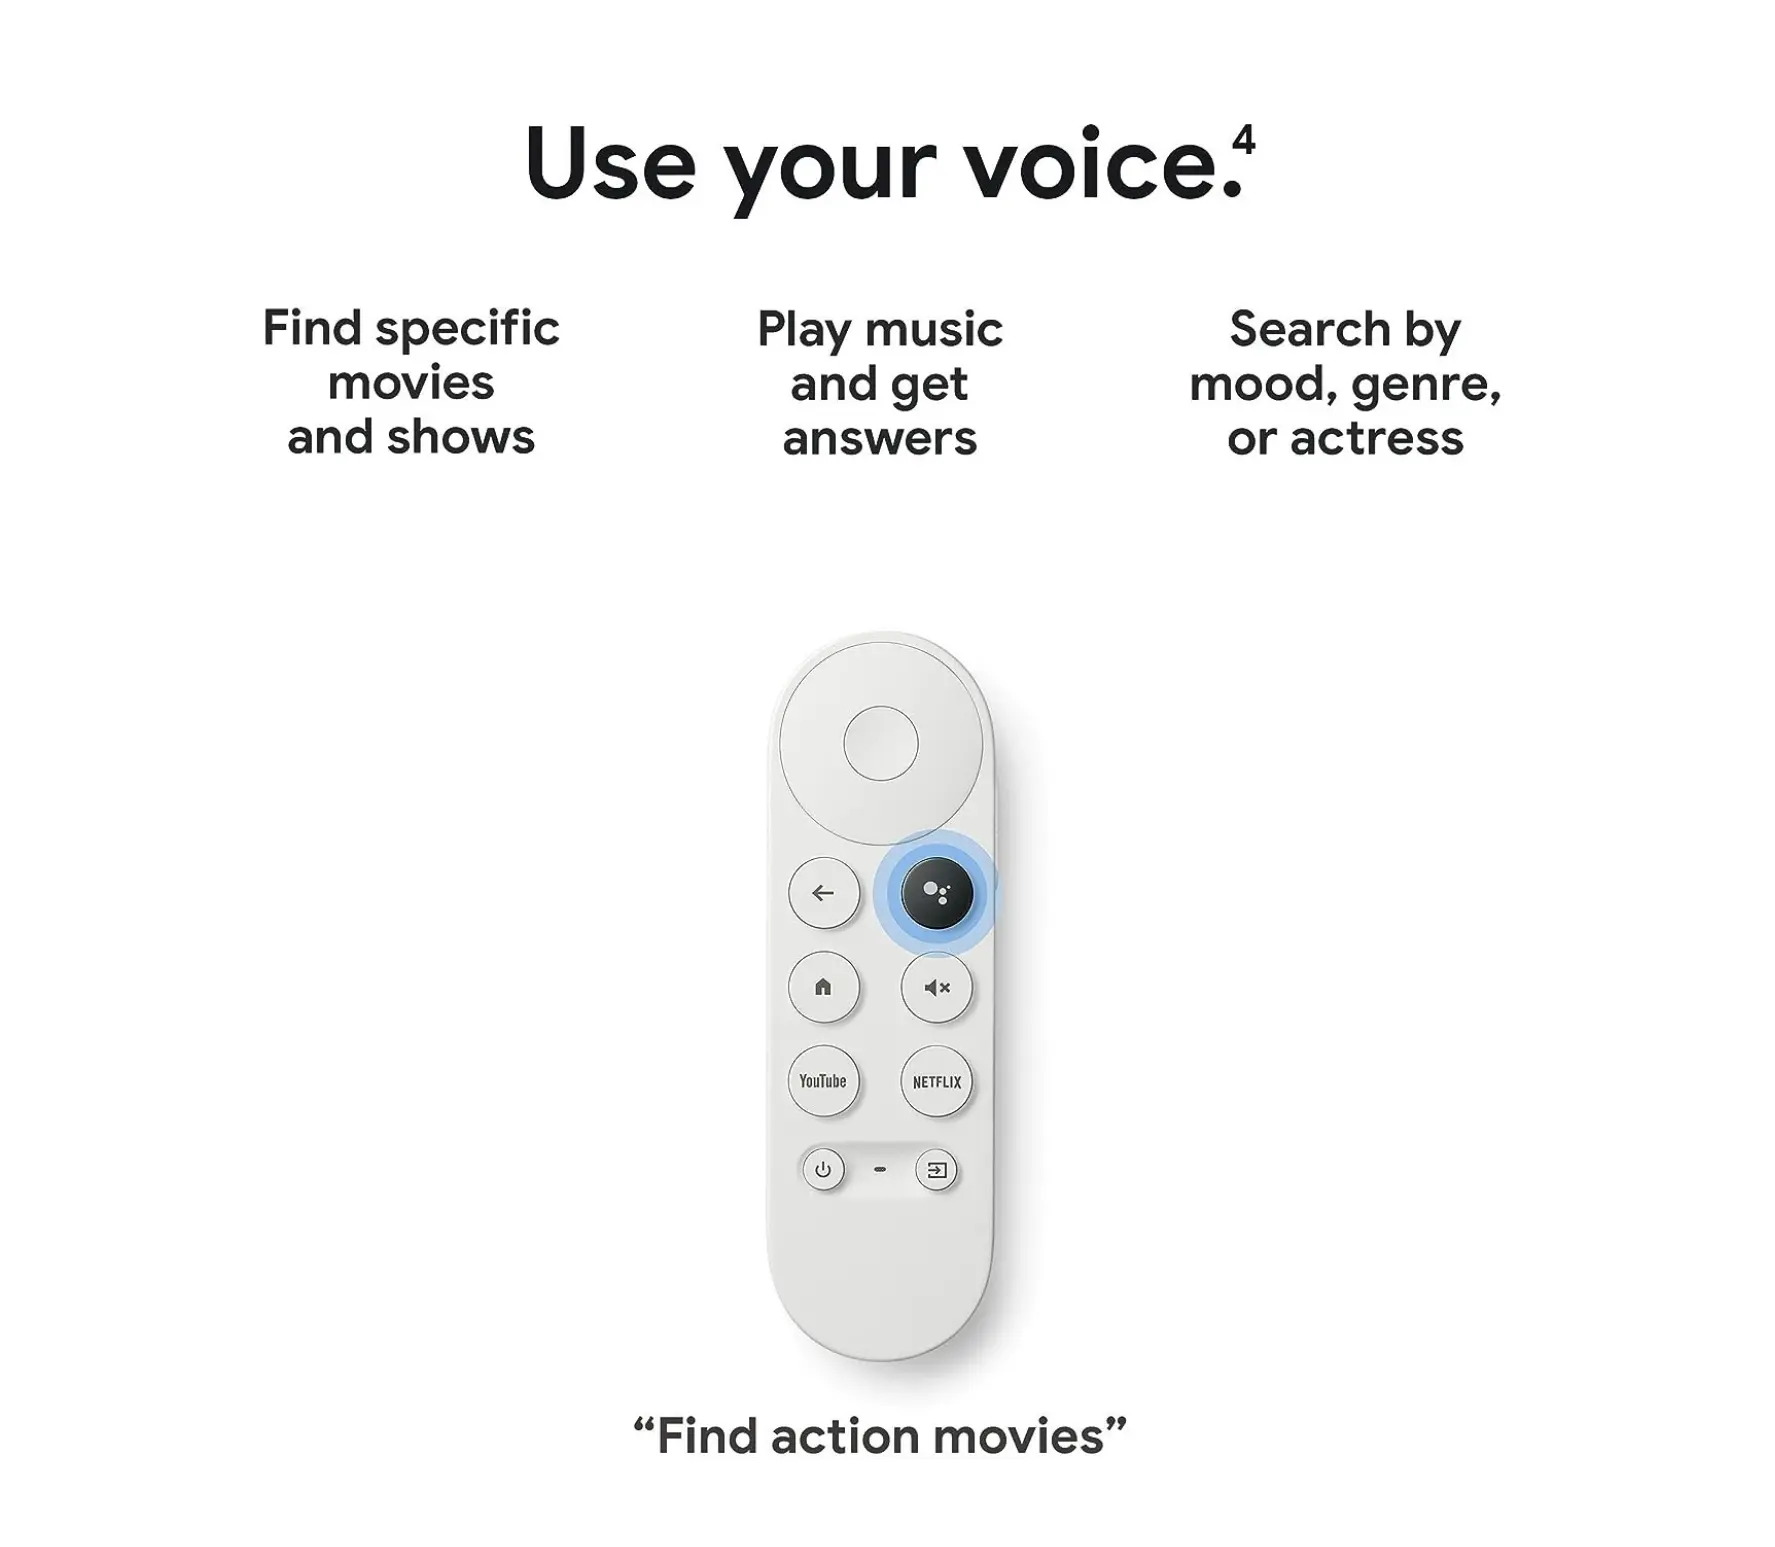 Use your voice.⁴
Find specific
movies
and shows
Play music
and get
answers
Search by
mood, genre,
or actress
YouTube
NETFLIX
“Find action movies”